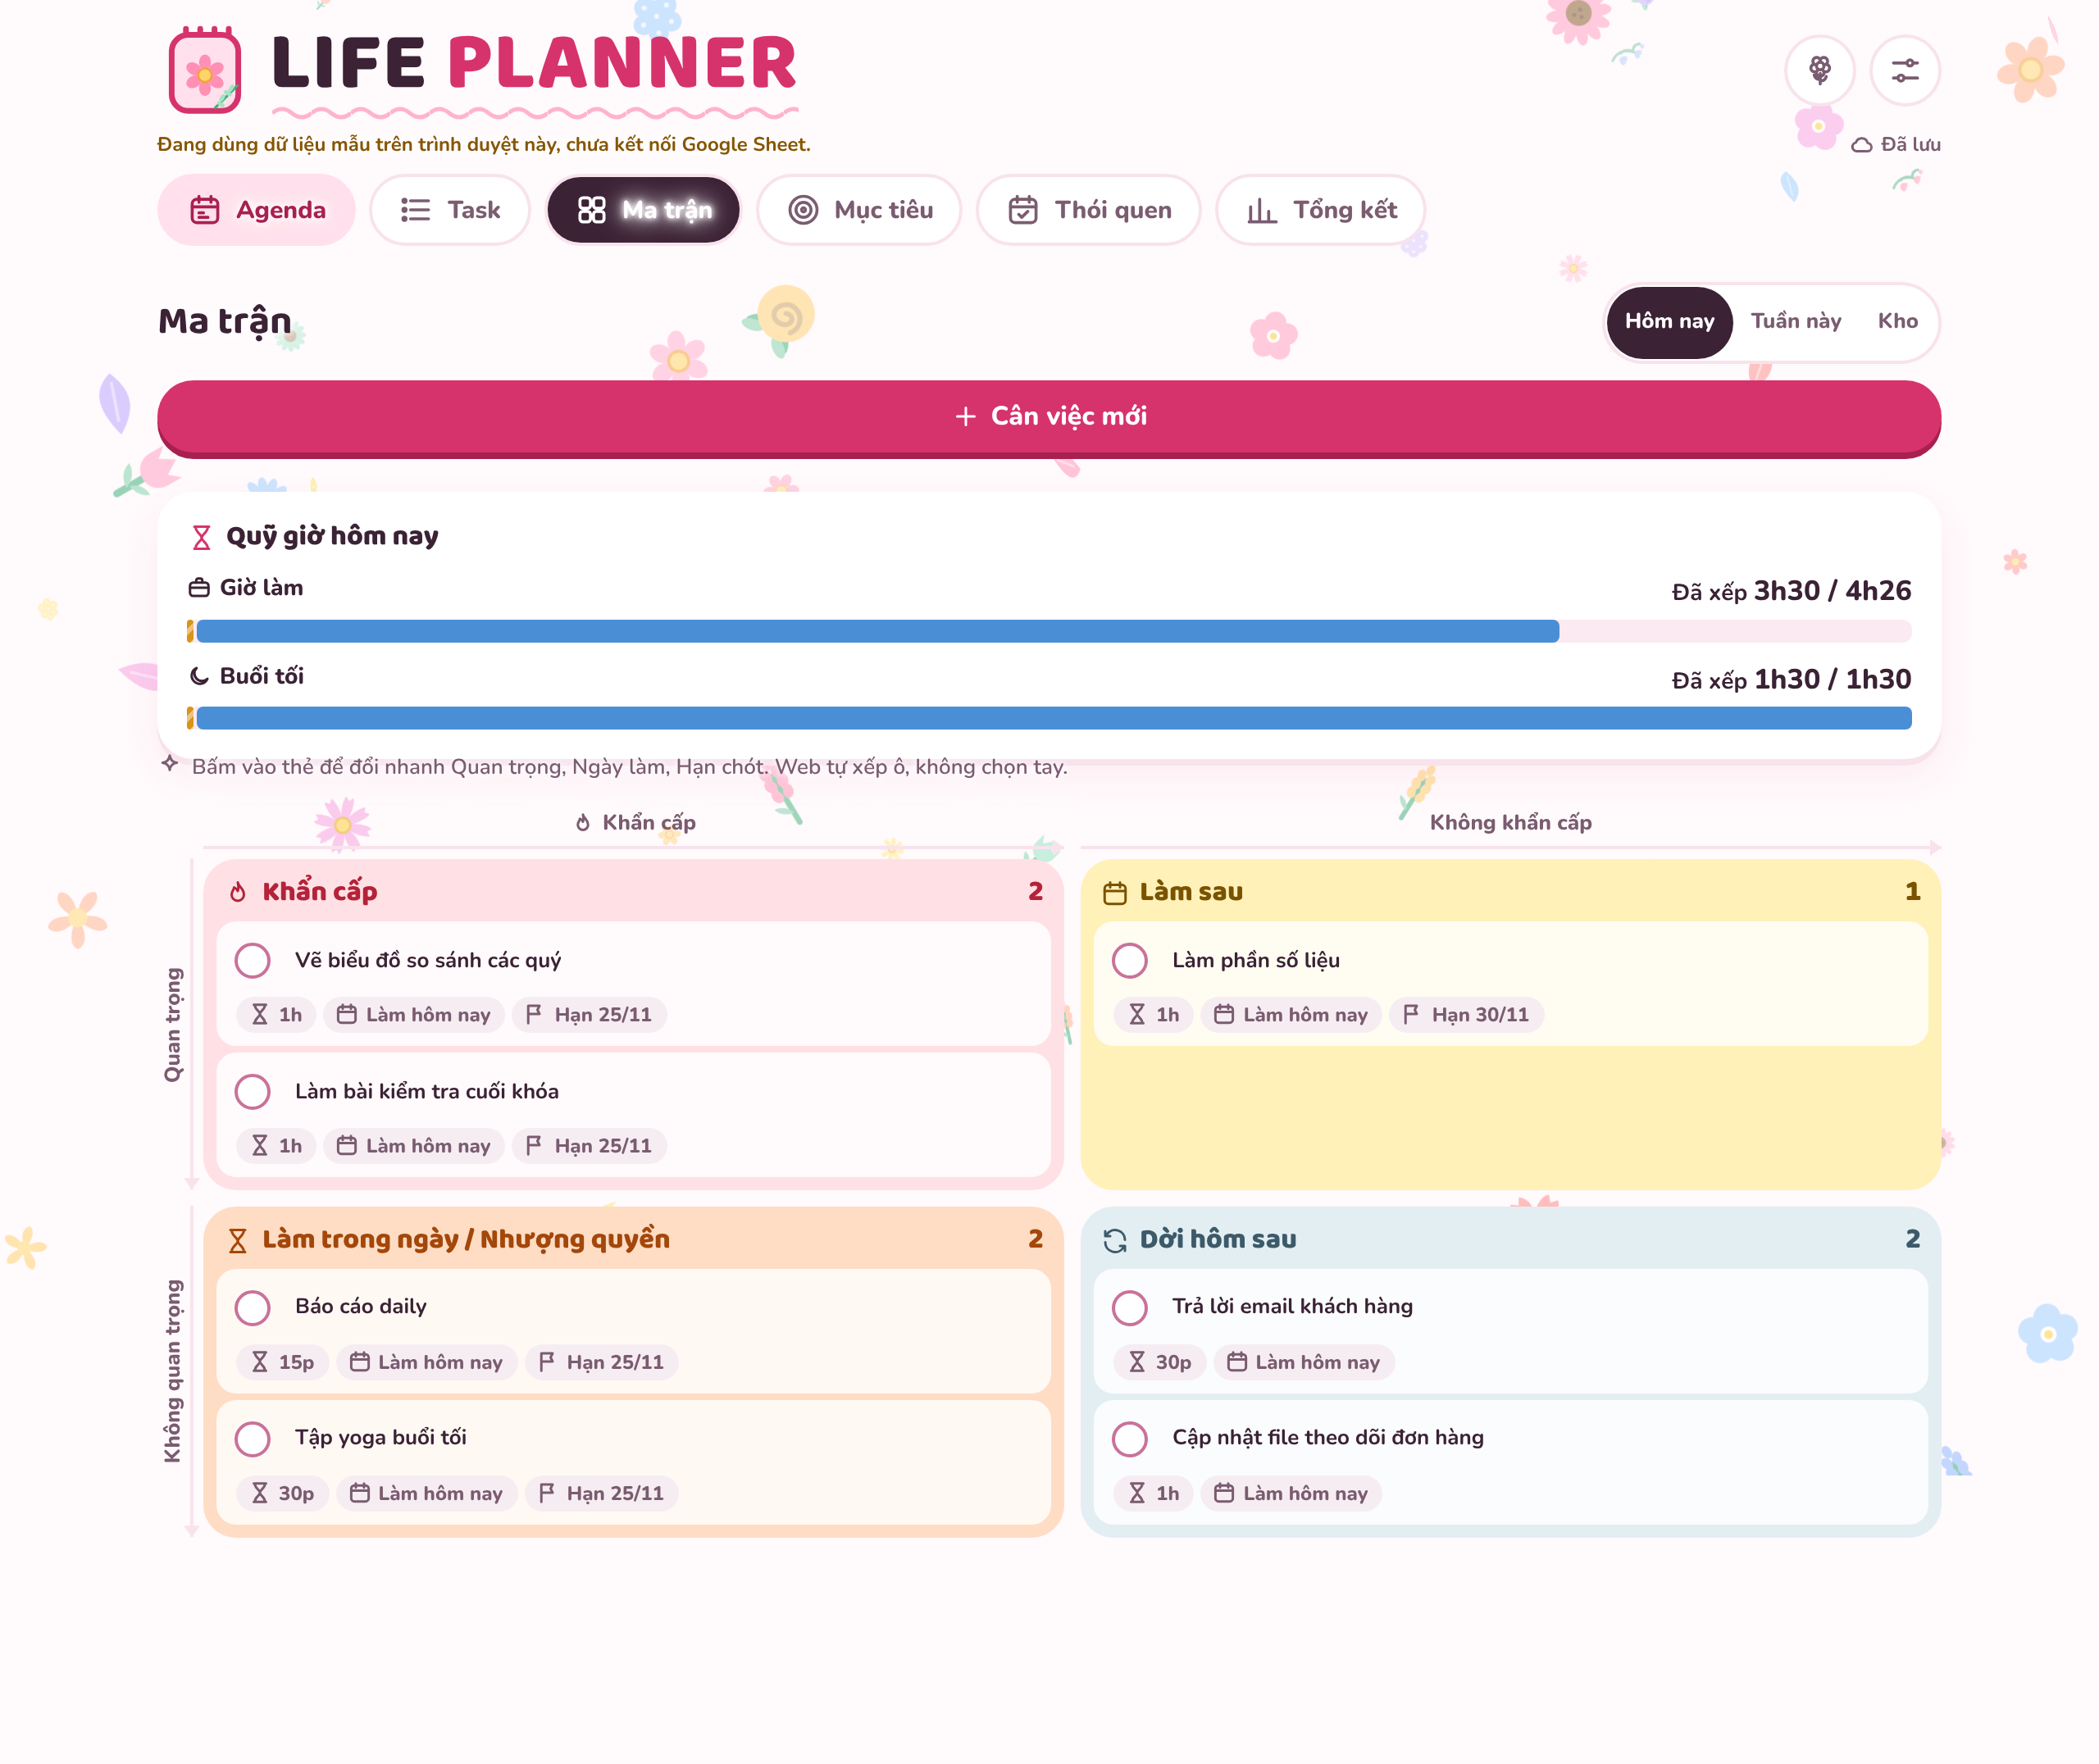 LIFE PLANNER
Đang dùng dữ liệu mẫu trên trình duyệt này, chưa kết nối Google Sheet.
Đã lưu
Agenda
Task
Ma trận
Mục tiêu
Thói quen
Tổng kết
Ma trận
Hôm nay
Tuần này
Kho
Cân việc mới
Quỹ giờ hôm nay
Giờ làm
Đã xếp 3h30 / 4h26
Buổi tối
Đã xếp 1h30 / 1h30
Bấm vào thẻ để đổi nhanh Quan trọng, Ngày làm, Hạn chót. Web tự xếp ô, không chọn tay.
Khẩn cấp
Không khẩn cấp
Quan trọng
Khẩn cấp 2
Vẽ biểu đồ so sánh các quý
1h Làm hôm nay Hạn 25/11
Làm bài kiểm tra cuối khóa
1h Làm hôm nay Hạn 25/11
Làm sau 1
Làm phần số liệu
1h Làm hôm nay Hạn 30/11
Không quan trọng
Làm trong ngày / Nhượng quyền 2
Báo cáo daily
15p Làm hôm nay Hạn 25/11
Tập yoga buổi tối
30p Làm hôm nay Hạn 25/11
Dời hôm sau 2
Trả lời email khách hàng
30p Làm hôm nay
Cập nhật file theo dõi đơn hàng
1h Làm hôm nay